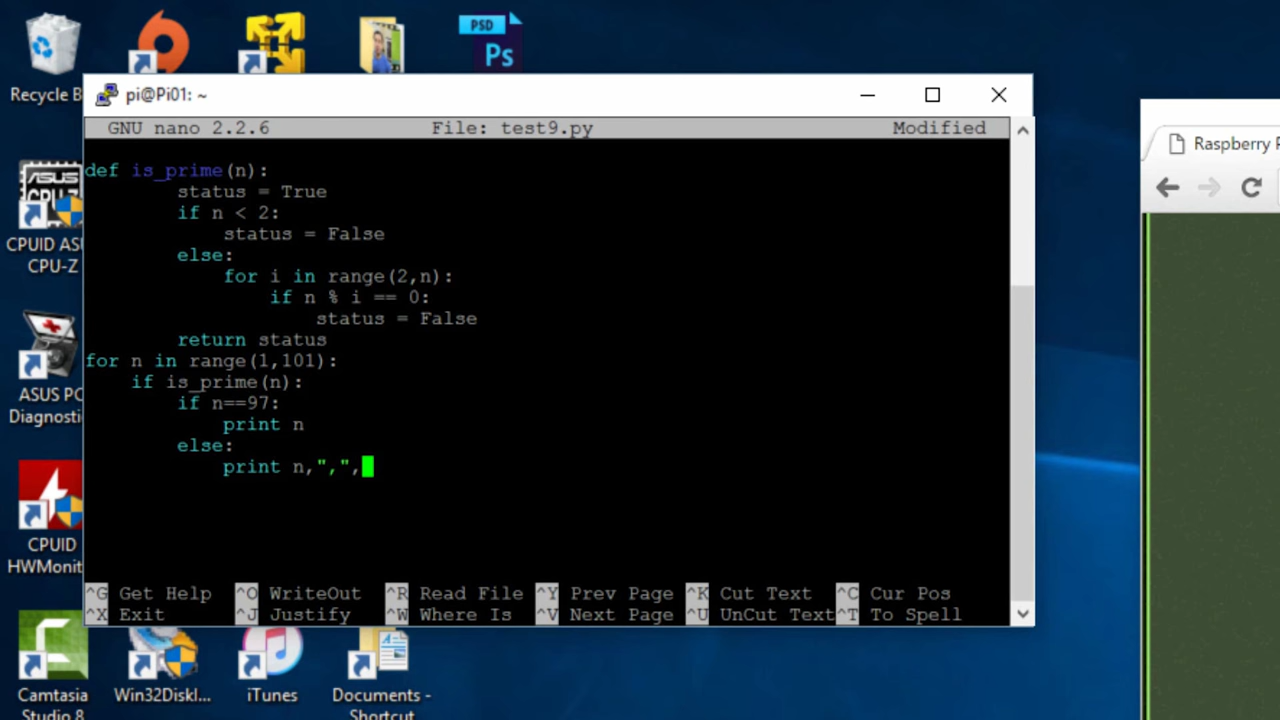 PSD
Ps
Recycle B
pi@Pi01: ~
GNU nano 2.2.6 File: test9.py Modified
def is_prime(n):
status = True
if n < 2:
status = False
else:
for i in range(2,n):
if n % i == 0:
status = False
return status
for n in range(1,101):
if is_prime(n):
if n==97:
print n
else:
print n,",",
^G Get Help ^O WriteOut ^R Read File ^Y Prev Page ^K Cut Text ^C Cur Pos
^X Exit ^J Justify ^W Where Is ^V Next Page ^U UnCut Text ^T To Spell
Raspberry P
ASUS
CPU-Z
CPUID ASU
CPU-Z
ASUS PC
Diagnosti
CPUID
HWMonit
Camtasia
Studio 8
Win32DiskI...
iTunes
Documents -
Shortcut